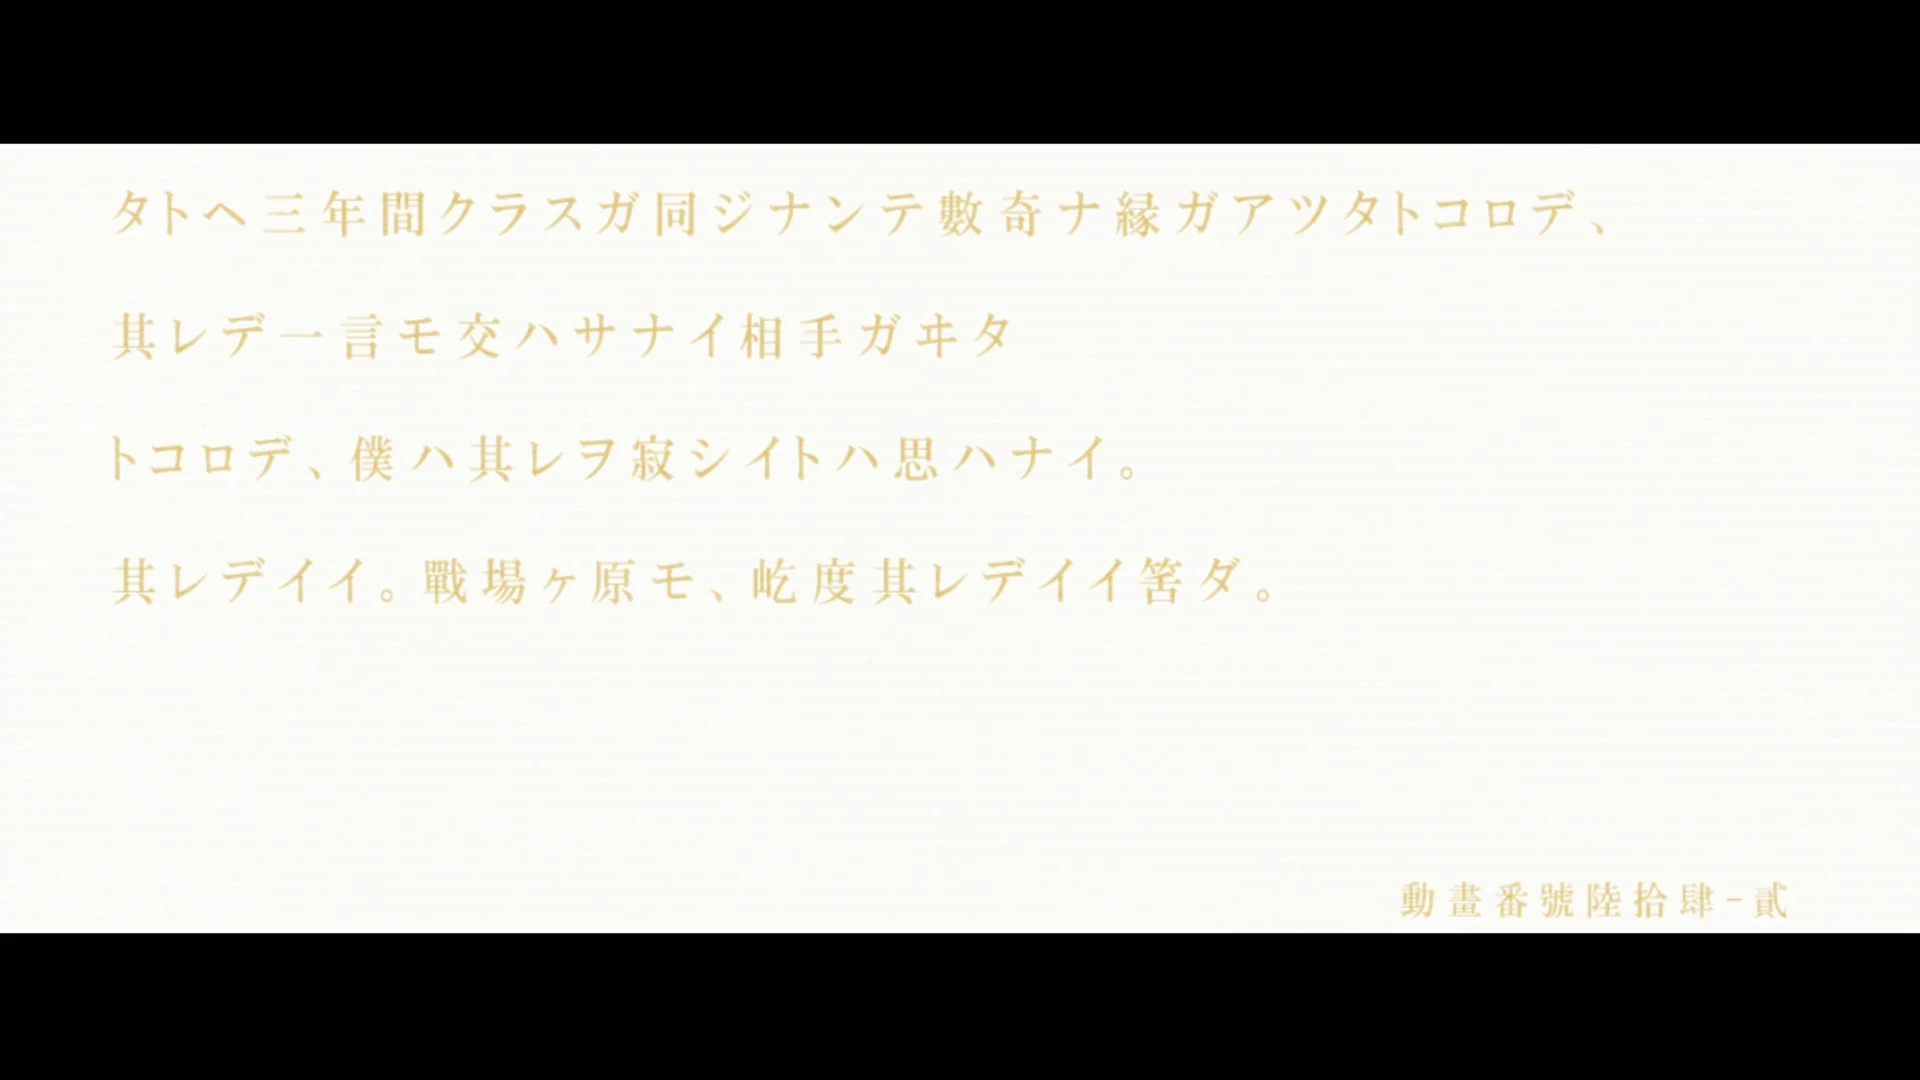 タトヘ三年間クラスガ同ジナンテ數奇ナ縁ガアツタトコロデ、
其レデ一言モ交ハサナイ相手ガヰタ
トコロデ、僕ハ其レヲ寂シイトハ思ハナイ。
其レデイイ。戰場ヶ原モ、屹度其レデイイ筈ダ。
動畫番號陸拾肆-貳